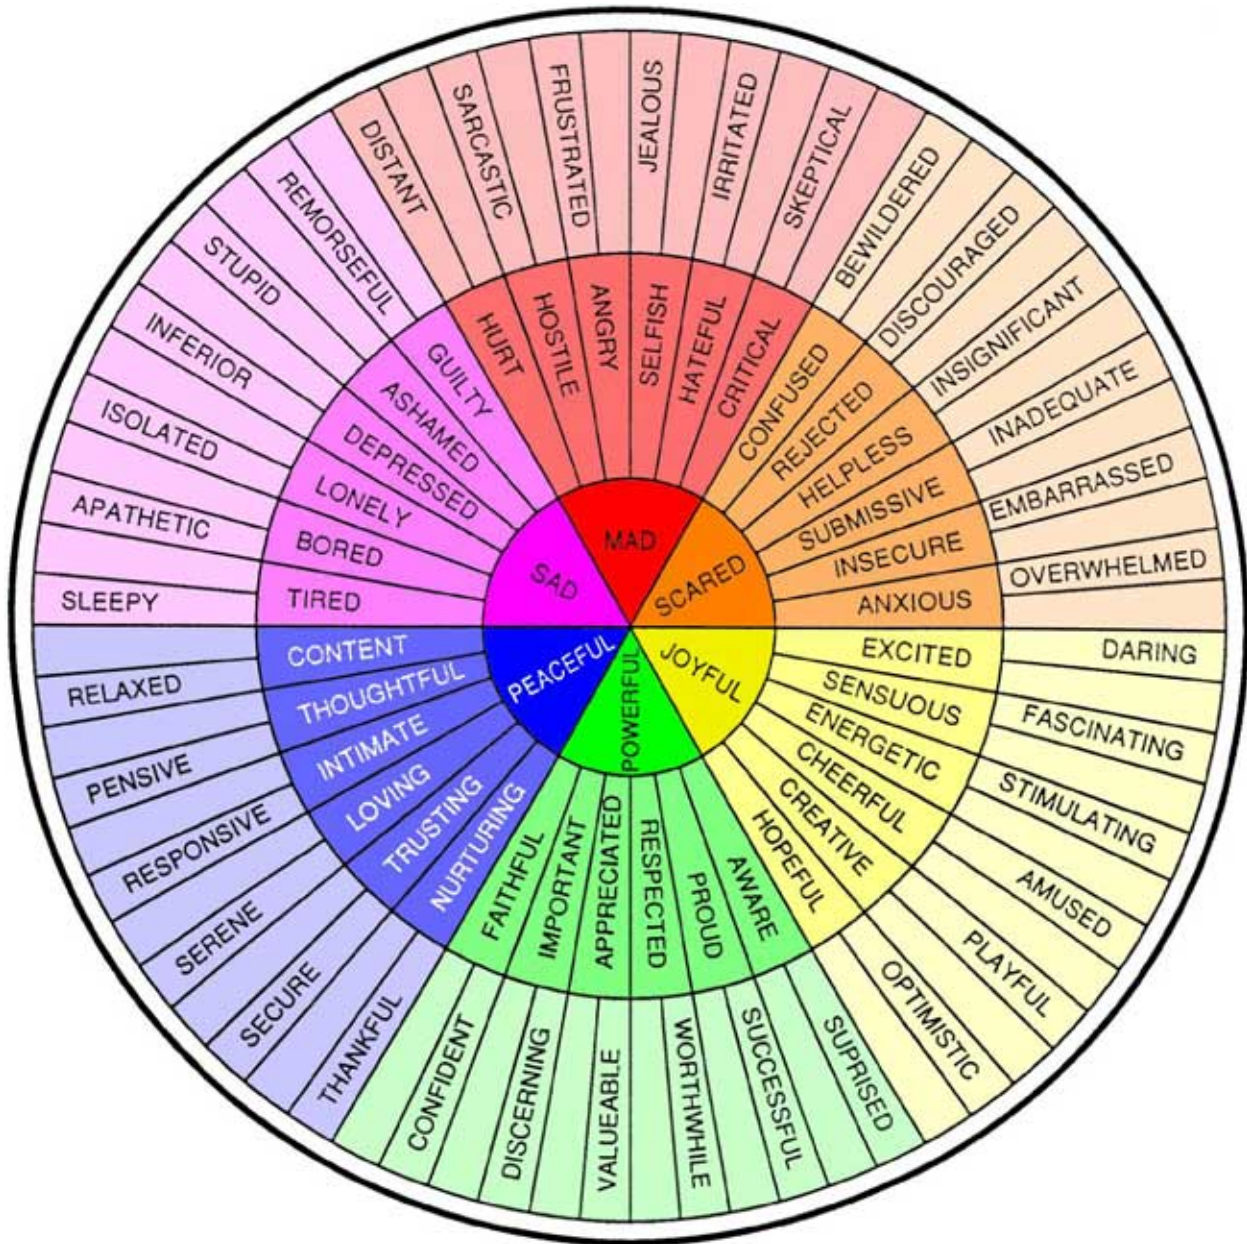 MAD
SCARED
JOYFUL
POWERFUL
PEACEFUL
SAD
HURT
HOSTILE
ANGRY
SELFISH
HATEFUL
CRITICAL
CONFUSED
REJECTED
HELPLESS
SUBMISSIVE
INSECURE
ANXIOUS
EXCITED
SENSUOUS
ENERGETIC
CHEERFUL
CREATIVE
HOPEFUL
AWARE
PROUD
RESPECTED
APPRECIATED
IMPORTANT
FAITHFUL
NURTURING
TRUSTING
LOVING
INTIMATE
THOUGHTFUL
CONTENT
TIRED
BORED
LONELY
DEPRESSED
ASHAMED
GUILTY
DISTANT
SARCASTIC
FRUSTRATED
JEALOUS
IRRITATED
SKEPTICAL
BEWILDERED
DISCOURAGED
INSIGNIFICANT
INADEQUATE
EMBARRASSED
OVERWHELMED
DARING
FASCINATING
STIMULATING
AMUSED
PLAYFUL
OPTIMISTIC
SUPRISED
SUCCESSFUL
WORTHWHILE
VALUEABLE
DISCERNING
CONFIDENT
THANKFUL
SECURE
SERENE
RESPONSIVE
PENSIVE
RELAXED
SLEEPY
APATHETIC
ISOLATED
INFERIOR
STUPID
REMORSEFUL